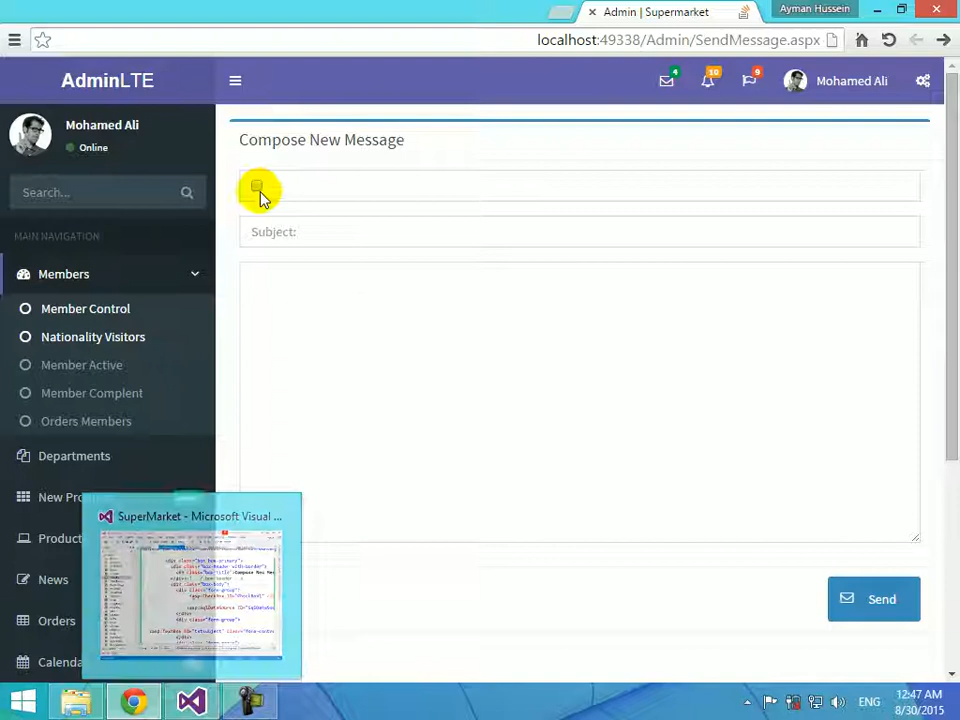 Admin | Supermarket
Ayman Hussein
localhost:49338/Admin/SendMessage.aspx
AdminLTE
4
10
9
Mohamed Ali
Mohamed Ali
Online
Search...
MAIN NAVIGATION
Members
Member Control
Nationality Visitors
Member Active
Member Complent
Orders Members
Departments
New Pro
Product
News
Orders
Calenda
Compose New Message
Subject:
Send
SuperMarket - Microsoft Visual ...
ENG
12:47 AM
8/30/2015